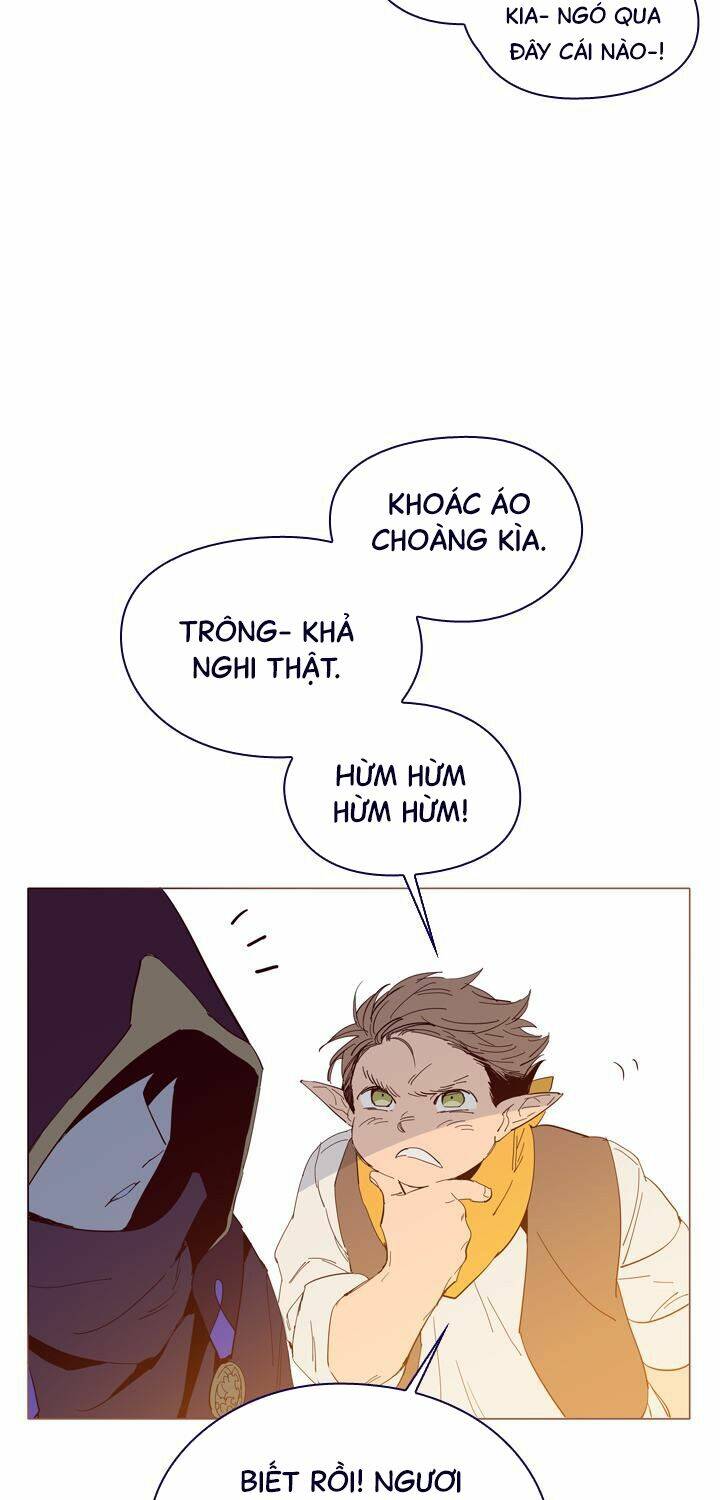 KIA- NGÓ QUA
ĐÂY CÁI NÀO-!
KHOÁC ÁO
CHOÀNG KÌA.
TRÔNG- KHẢ
NGHI THẬT.
HỪM HỪM
HỪM HỪM!
BIẾT RỒI! NGƯƠI